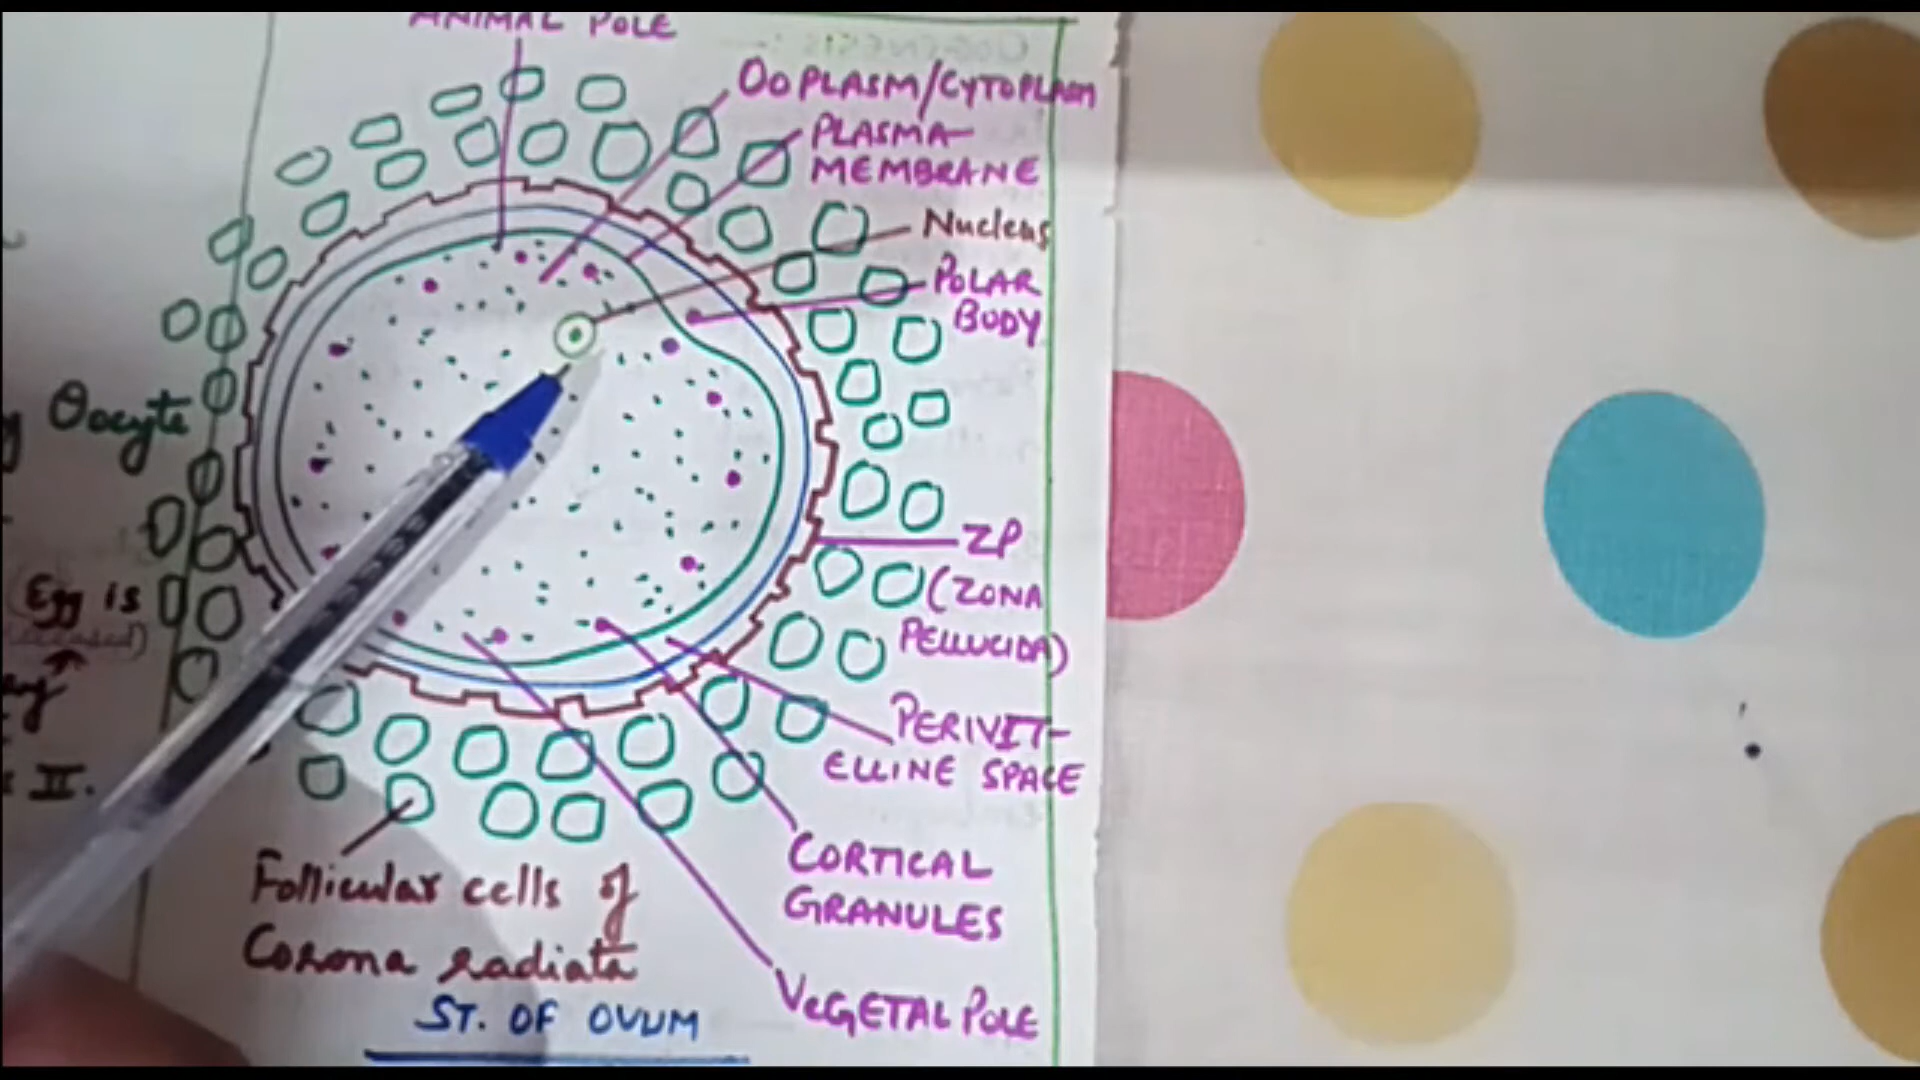 ANIMAL POLE
OOPLASM/CYTOPLASM
PLASMA-
MEMBRANE
Nucleus
POLAR
BODY
Oocyte
ZP
(ZONA
PELLUCIDA)
Egg is
PERIVIT-
ELLINE SPACE
II.
CORTICAL
GRANULES
Follicular cells of
Corona radiata
VEGETAL POLE
ST. OF OVUM